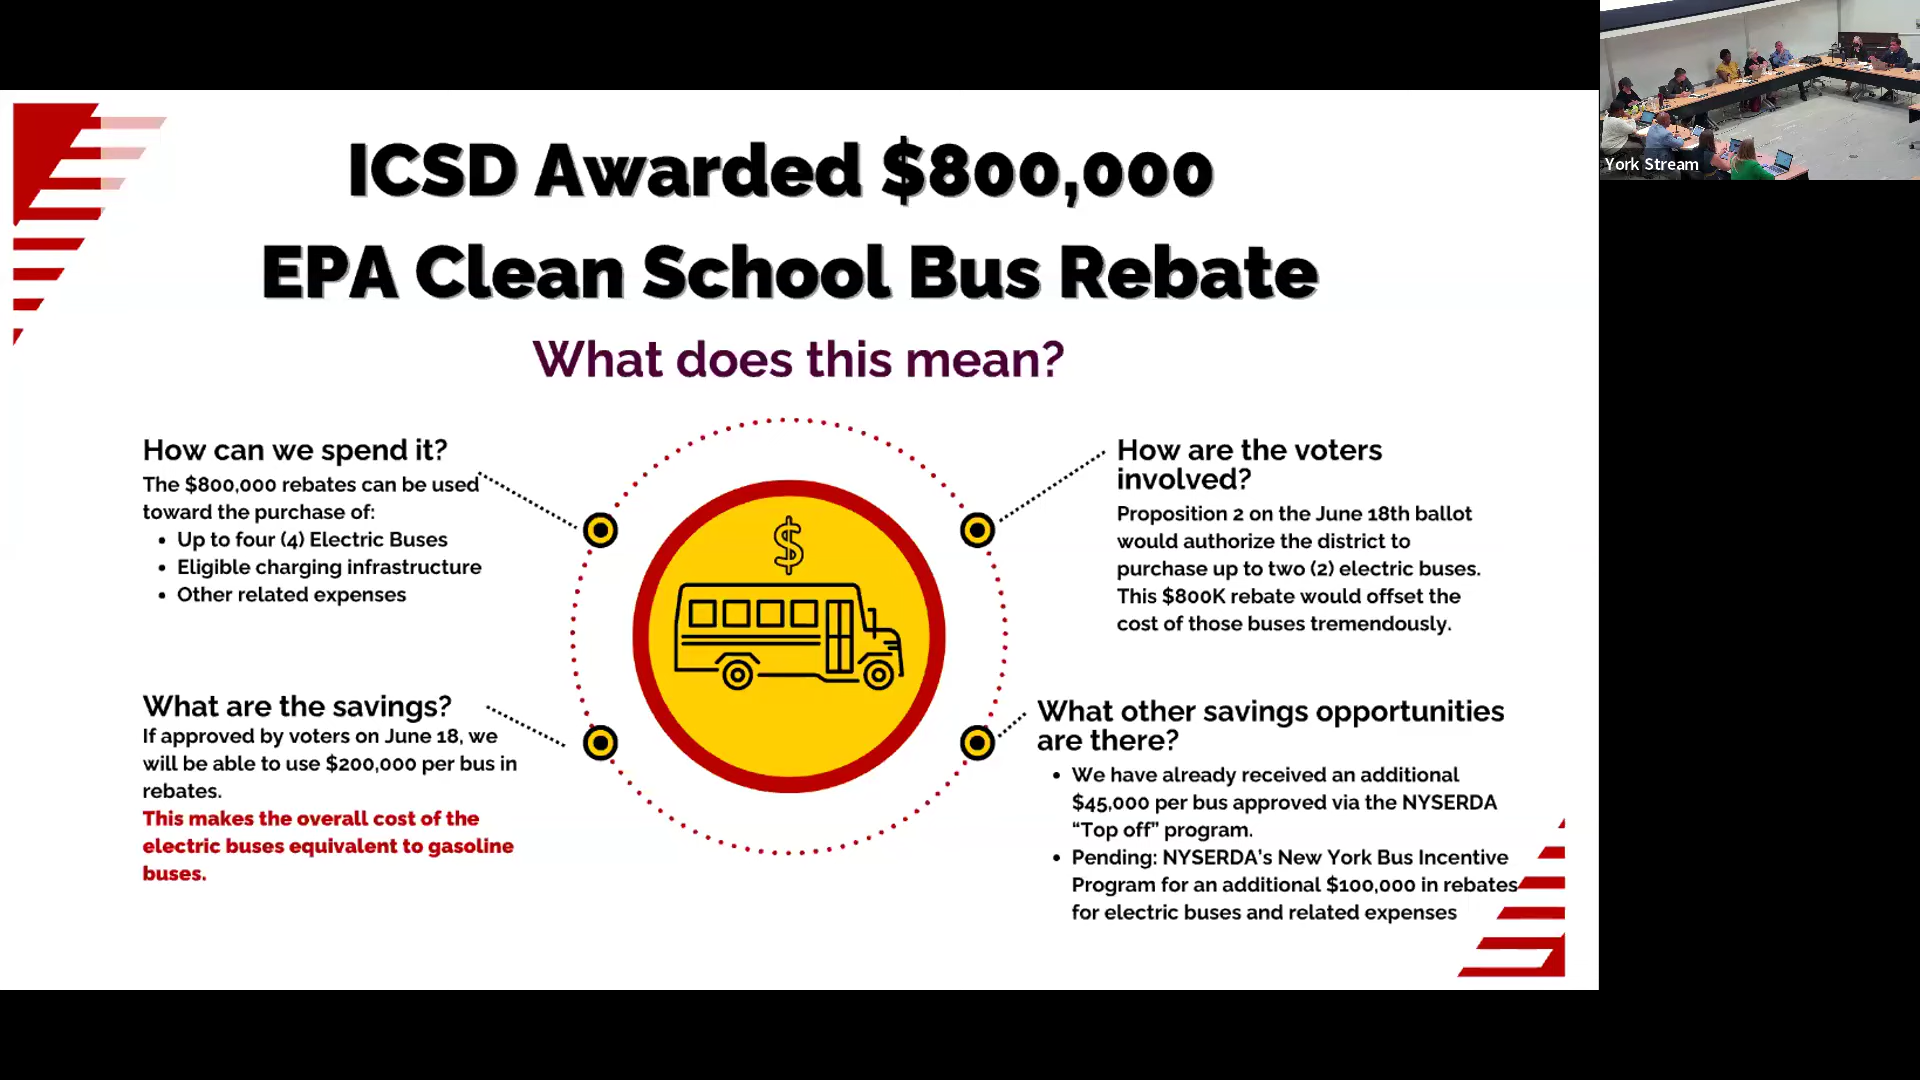 ICSD Awarded $800,000
EPA Clean School Bus Rebate
What does this mean?
How can we spend it?
The $800,000 rebates can be used
toward the purchase of:
• Up to four (4) Electric Buses
• Eligible charging infrastructure
• Other related expenses
How are the voters
involved?
Proposition 2 on the June 18th ballot
would authorize the district to
purchase up to two (2) electric buses.
This $800K rebate would offset the
cost of those buses tremendously.
What are the savings?
If approved by voters on June 18, we
will be able to use $200,000 per bus in
rebates.
This makes the overall cost of the
electric buses equivalent to gasoline
buses.
What other savings opportunities
are there?
• We have already received an additional
$45,000 per bus approved via the NYSERDA
“Top off” program.
• Pending: NYSERDA’s New York Bus Incentive
Program for an additional $100,000 in rebates
for electric buses and related expenses
$
York Stream